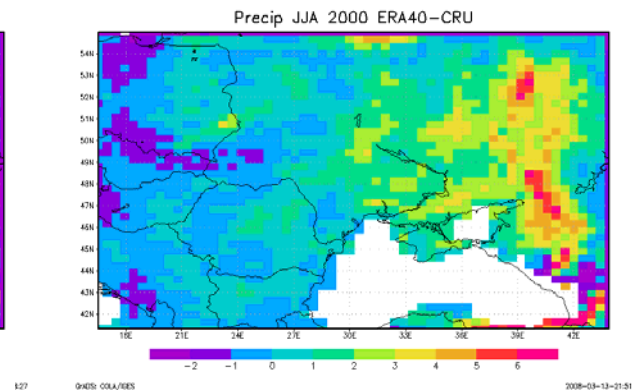 Precip JJA 2000 ERA40-CRU
54N
53N
52N
51N
50N
49N
48N
47N
46N
45N
44N
43N
42N
18E 21E 24E 27E 30E 33E 36E 39E 42E
-2 -1 0 1 2 3 4 5 6
GrADS: COLA/IGES 2008-03-13-21:31